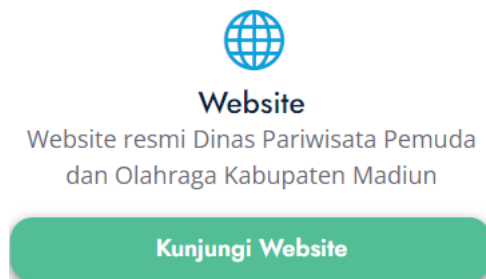 Website
Website resmi Dinas Pariwisata Pemuda
dan Olahraga Kabupaten Madiun
Kunjungi Website